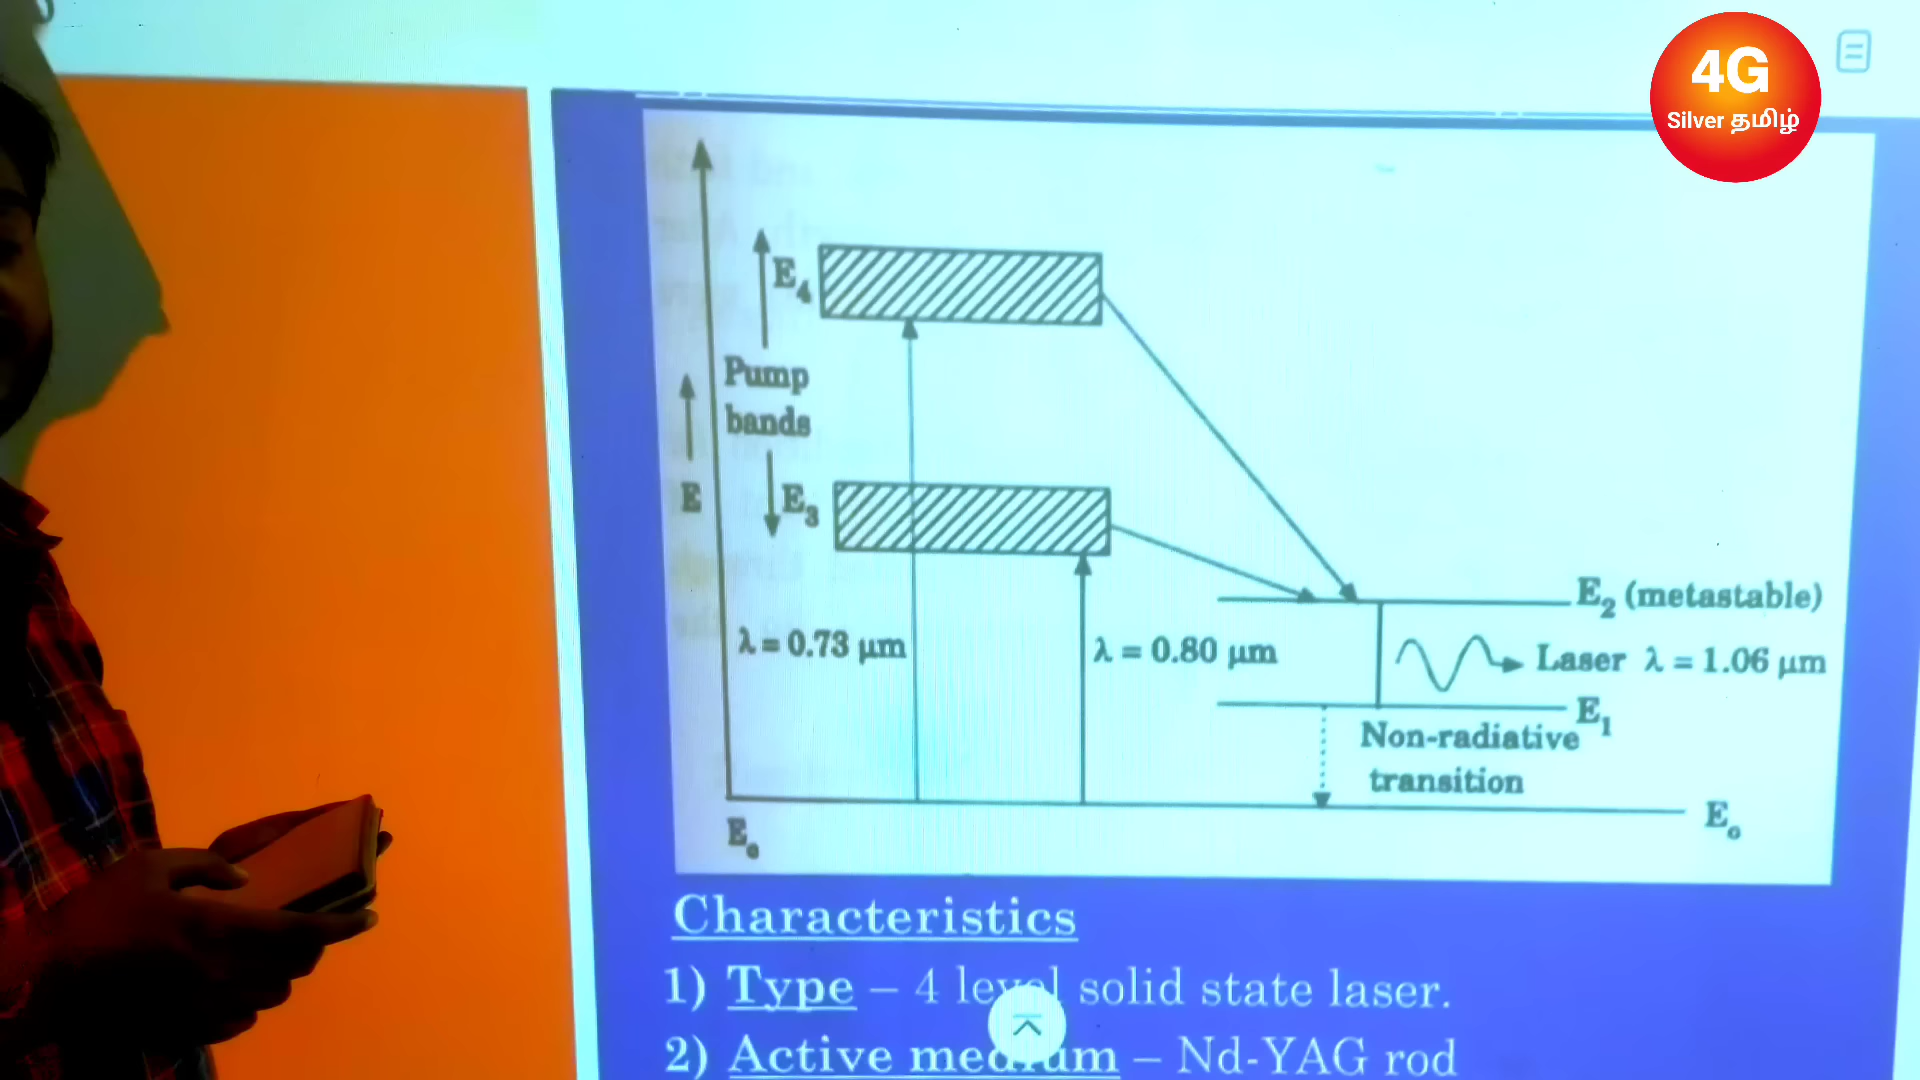 4G
Silver தமிழ்
E₄
Pump
bands
E
E₃
λ = 0.73 μm
λ = 0.80 μm
E₂ (metastable)
Laser λ = 1.06 μm
E₁
Non-radiative
transition
E₀
E₀
Characteristics
1) Type – 4 level solid state laser.
2) Active medium – Nd-YAG rod